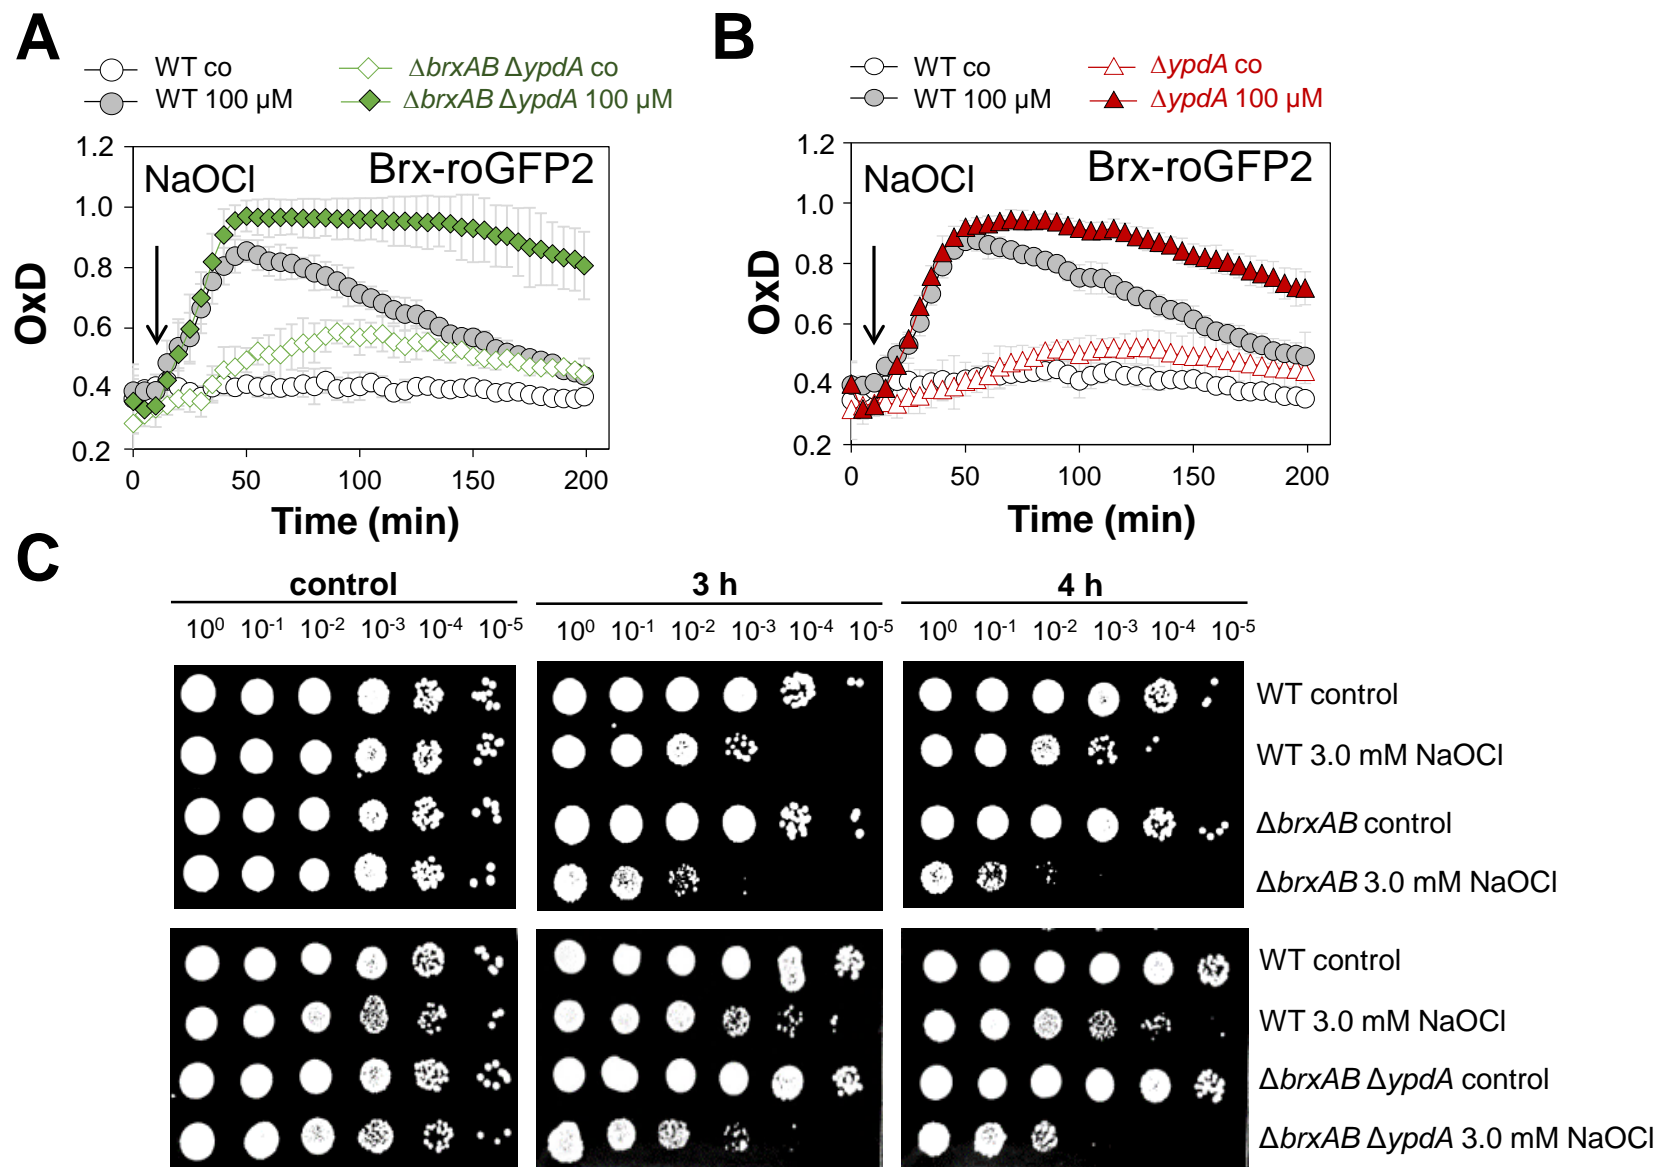 A
WT co
WT 100 µM
ΔbrxAB ΔypdA co
ΔbrxAB ΔypdA 100 µM
NaOCl
Brx-roGFP2
OxD
1.2
1.0
0.8
0.6
0.4
0.2
0 50 100 150 200
Time (min)
B
WT co
WT 100 µM
ΔypdA co
ΔypdA 100 µM
NaOCl
Brx-roGFP2
OxD
1.2
1.0
0.8
0.6
0.4
0.2
0 50 100 150 200
Time (min)
C
control 3 h 4 h
10⁰ 10⁻¹ 10⁻² 10⁻³ 10⁻⁴ 10⁻⁵ 10⁰ 10⁻¹ 10⁻² 10⁻³ 10⁻⁴ 10⁻⁵ 10⁰ 10⁻¹ 10⁻² 10⁻³ 10⁻⁴ 10⁻⁵
WT control
WT 3.0 mM NaOCl
ΔbrxAB control
ΔbrxAB 3.0 mM NaOCl
WT control
WT 3.0 mM NaOCl
ΔbrxAB ΔypdA control
ΔbrxAB ΔypdA 3.0 mM NaOCl